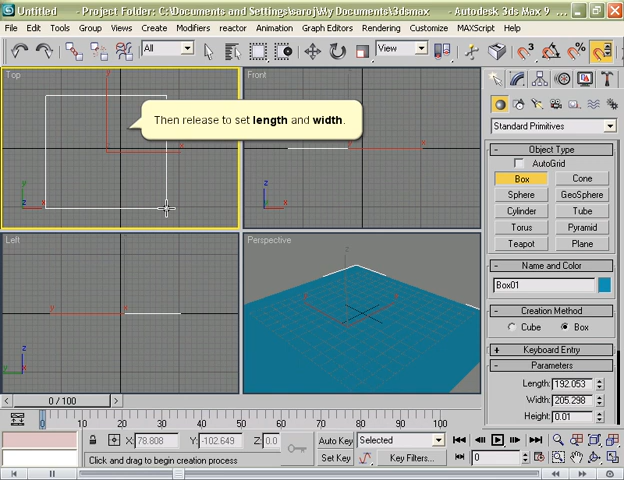 Untitled - Project Folder: C:\Documents and Settings\saroj\My Documents\3dsmax - Autodesk 3ds Max 9
File Edit Tools Group Views Create Modifiers reactor Animation Graph Editors Rendering Customize MAXScript Help
All View
Top Front
Then release to set length and width.
Left Perspective
Standard Primitives
- Object Type
AutoGrid
Box Cone
Sphere GeoSphere
Cylinder Tube
Torus Pyramid
Teapot Plane
- Name and Color
Box01
- Creation Method
Cube Box
+ Keyboard Entry
- Parameters
Length: 192.053
Width: 205.298
Height: 0.01
0 / 100
0 10 20 30 40 50 60 70 80 90 100
X: 78.808 Y: -102.649 Z: 0.0
Auto Key Selected
Click and drag to begin creation process
Set Key Key Filters... 0